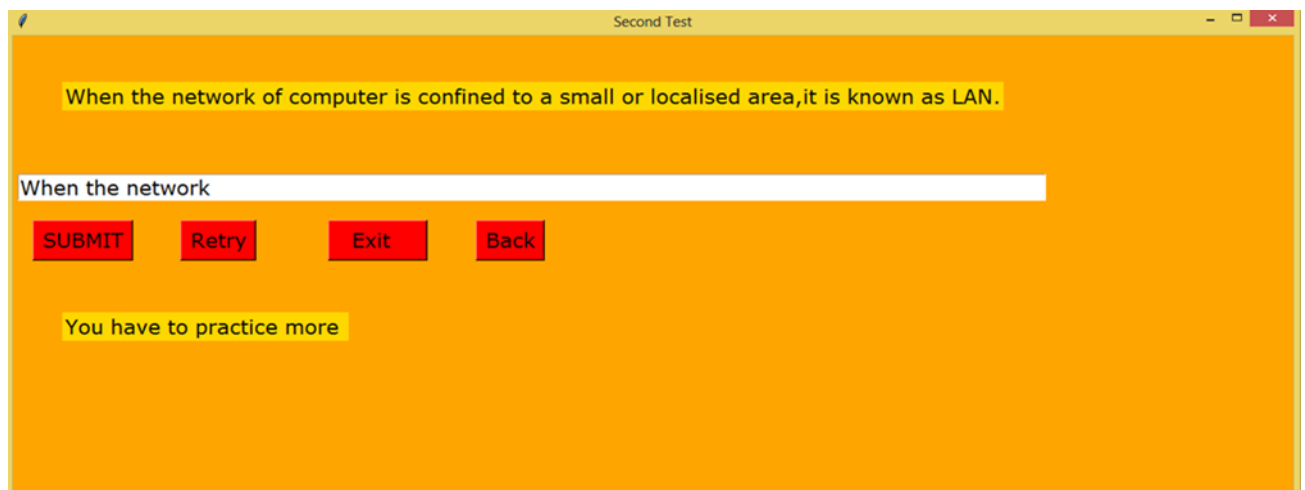 Second Test
When the network of computer is confined to a small or localised area,it is known as LAN.
When the network
SUBMIT Retry Exit Back
You have to practice more